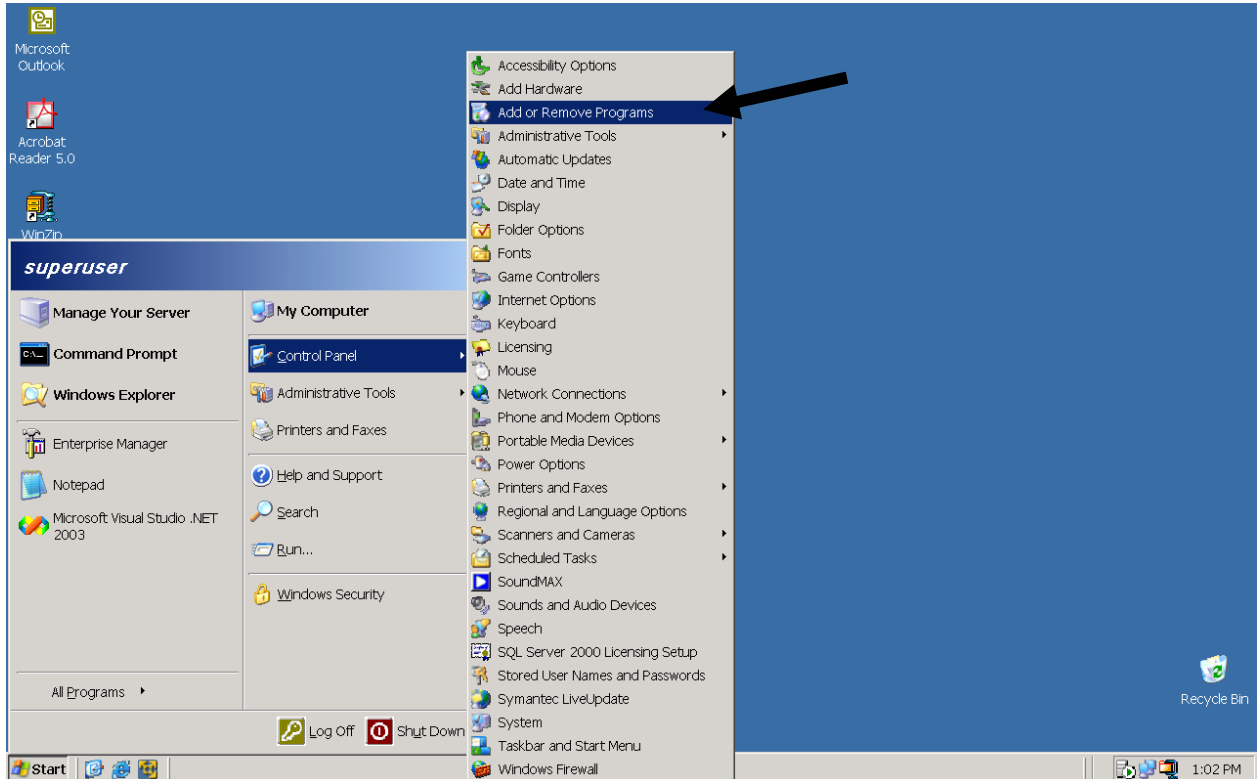 Microsoft
Outlook
Acrobat
Reader 5.0
WinZip
superuser
Manage Your Server
Command Prompt
Windows Explorer
Enterprise Manager
Notepad
Microsoft Visual Studio .NET
2003
All Programs
My Computer
Control Panel
Administrative Tools
Printers and Faxes
Help and Support
Search
Run...
Windows Security
Log Off
Shut Down
Accessibility Options
Add Hardware
Add or Remove Programs
Administrative Tools
Automatic Updates
Date and Time
Display
Folder Options
Fonts
Game Controllers
Internet Options
Keyboard
Licensing
Mouse
Network Connections
Phone and Modem Options
Portable Media Devices
Power Options
Printers and Faxes
Regional and Language Options
Scanners and Cameras
Scheduled Tasks
SoundMAX
Sounds and Audio Devices
Speech
SQL Server 2000 Licensing Setup
Stored User Names and Passwords
Symantec LiveUpdate
System
Taskbar and Start Menu
Windows Firewall
Recycle Bin
Start
1:02 PM